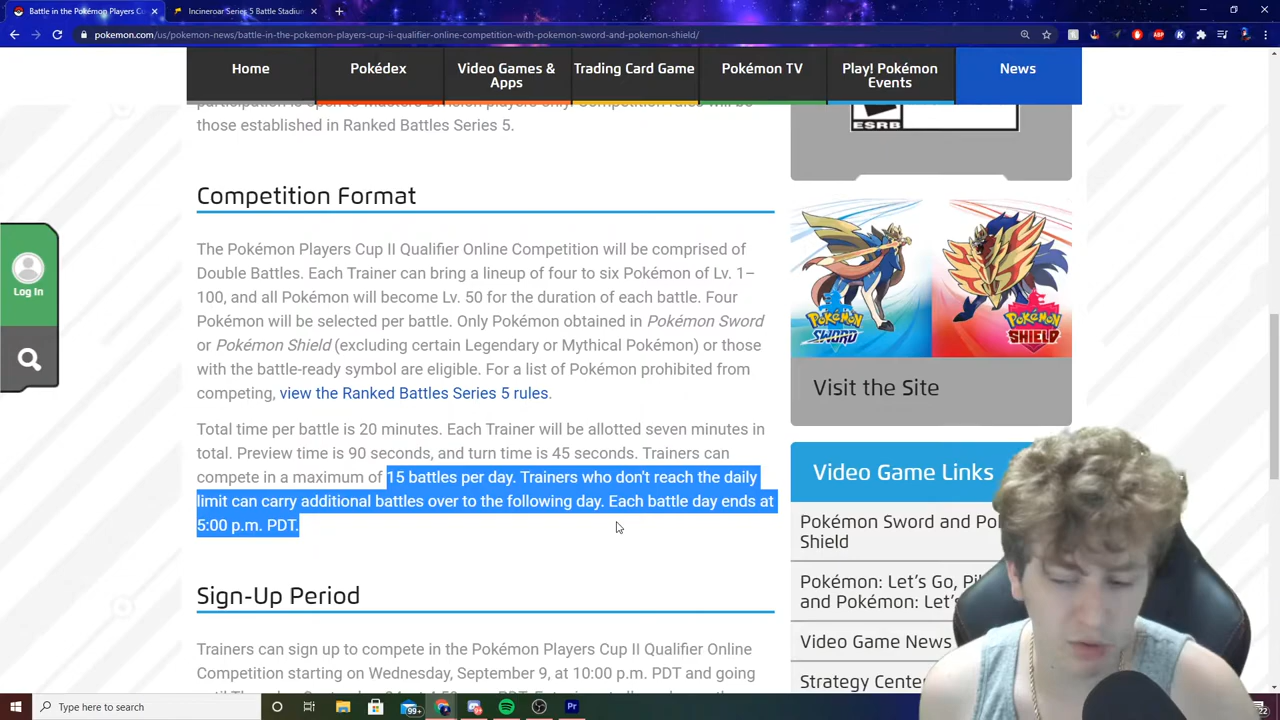 Battle in the Pokémon Players Cu
Incineroar Series 5 Battle Stadiu
pokemon.com/us/pokemon-news/battle-in-the-pokemon-players-cup-ii-qualifier-online-competition-with-pokemon-sword-and-pokemon-shield/
Home
Pokédex
Video Games &
Apps
Trading Card Game
Pokémon TV
Play! Pokémon
Events
News
those established in Ranked Battles Series 5.
ESRB
Competition Format
The Pokémon Players Cup II Qualifier Online Competition will be comprised of
Double Battles. Each Trainer can bring a lineup of four to six Pokémon of Lv. 1–
100, and all Pokémon will become Lv. 50 for the duration of each battle. Four
Pokémon will be selected per battle. Only Pokémon obtained in Pokémon Sword
or Pokémon Shield (excluding certain Legendary or Mythical Pokémon) or those
with the battle-ready symbol are eligible. For a list of Pokémon prohibited from
competing, view the Ranked Battles Series 5 rules.
Total time per battle is 20 minutes. Each Trainer will be allotted seven minutes in
total. Preview time is 90 seconds, and turn time is 45 seconds. Trainers can
compete in a maximum of 15 battles per day. Trainers who don't reach the daily
limit can carry additional battles over to the following day. Each battle day ends at
5:00 p.m. PDT.
Sign-Up Period
Trainers can sign up to compete in the Pokémon Players Cup II Qualifier Online
Competition starting on Wednesday, September 9, at 10:00 p.m. PDT and going
Log In
Pokémon
SWORD
Pokémon
SHIELD
Visit the Site
Video Game Links
Pokémon Sword and Po
Shield
Pokémon: Let's Go, Pi
and Pokémon: Let'
Video Game News
Strategy Cente
Type here to search
99+
Pr
22